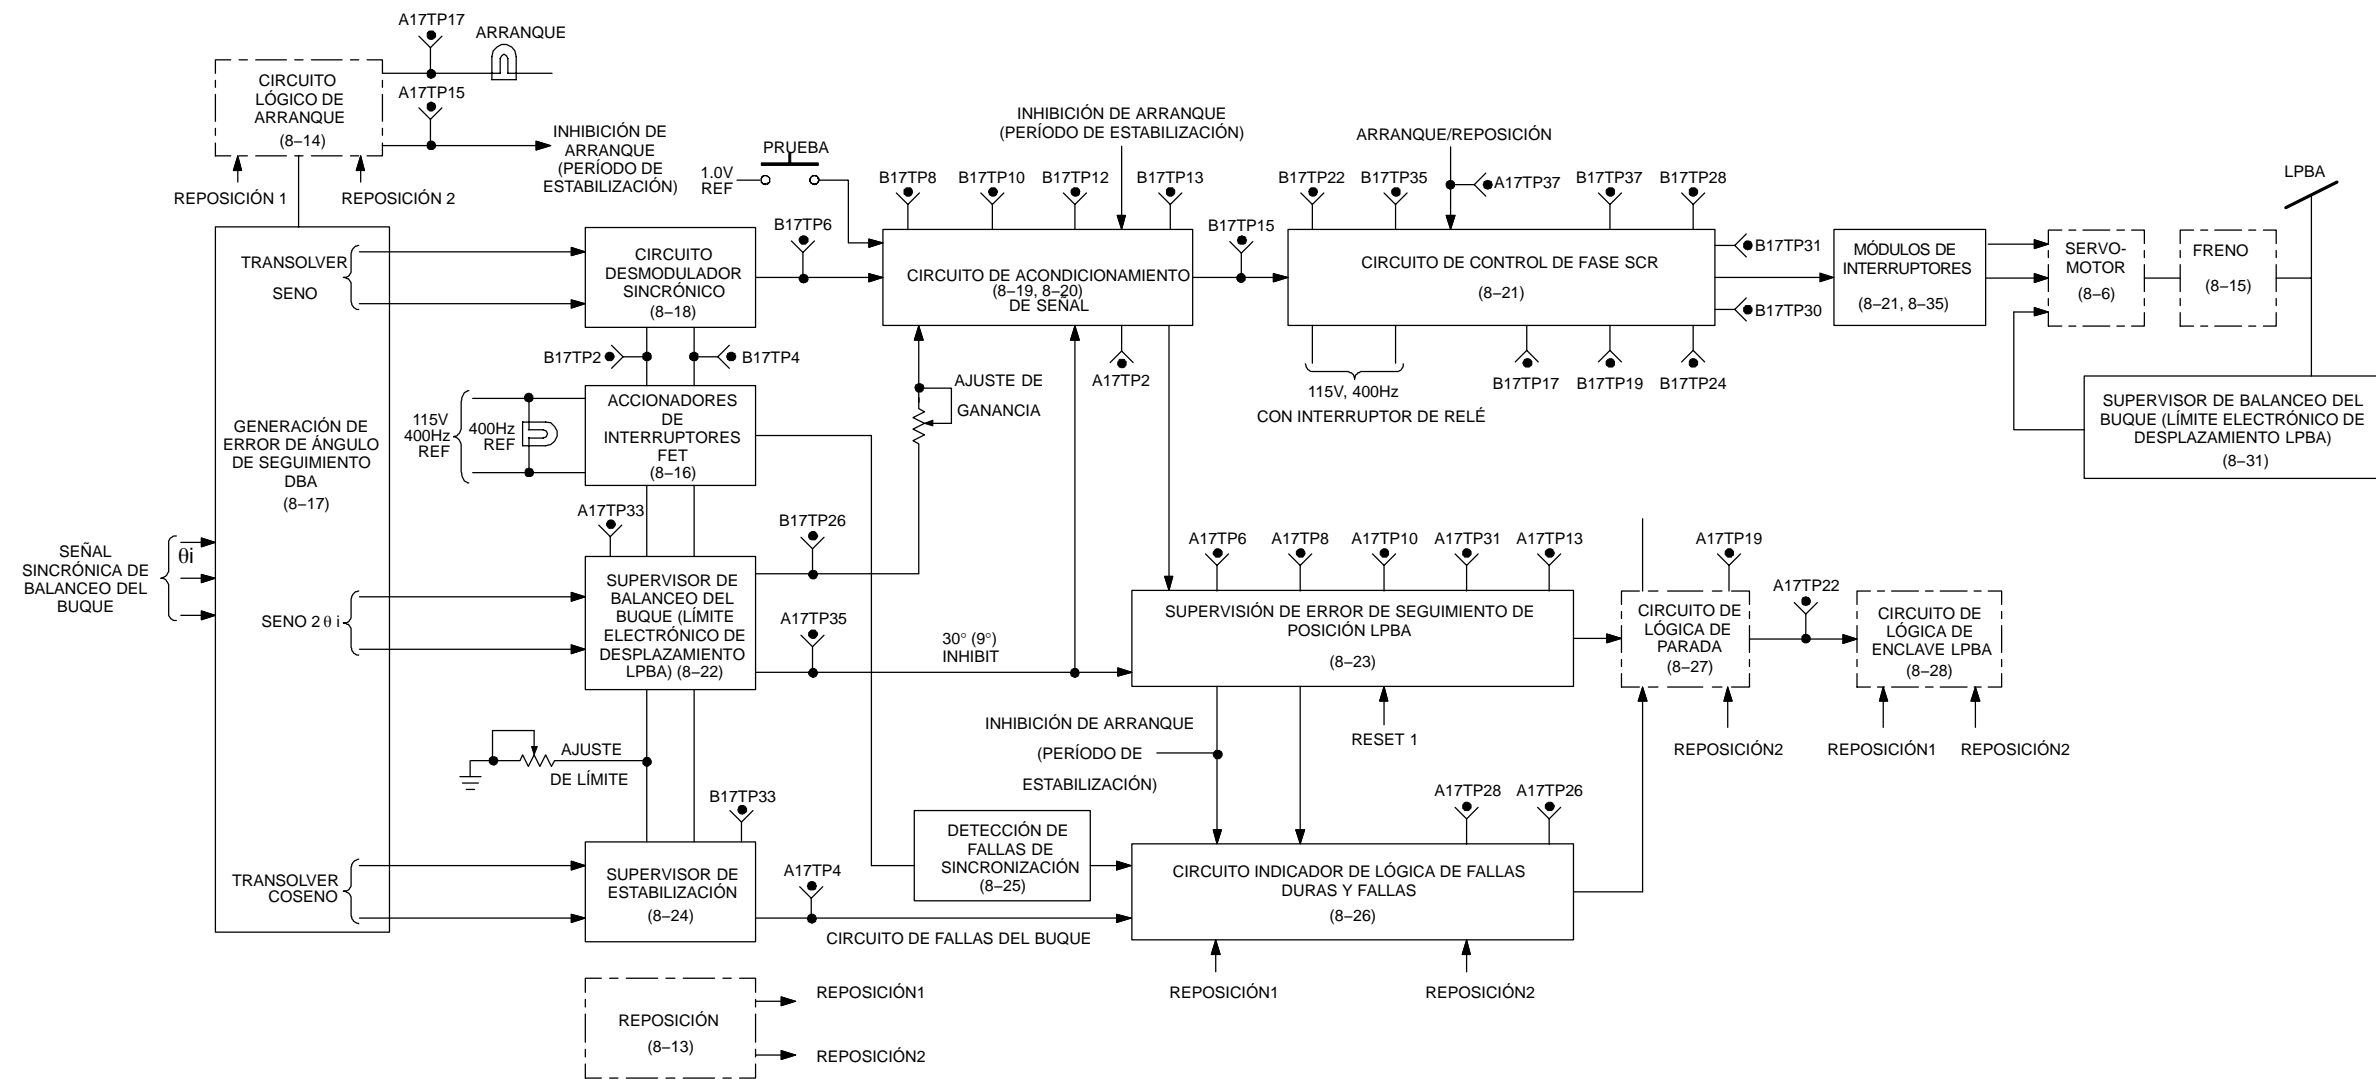 A17TP17
ARRANQUE
CIRCUITO
LÓGICO DE
ARRANQUE
(8–14)
A17TP15
INHIBICIÓN DE
ARRANQUE
(PERÍODO DE
ESTABILIZACIÓN)
REPOSICIÓN 1
REPOSICIÓN 2
PRUEBA
1.0V
REF
INHIBICIÓN DE ARRANQUE
(PERÍODO DE ESTABILIZACIÓN)
ARRANQUE/REPOSICIÓN
B17TP8
B17TP10
B17TP12
B17TP13
B17TP22
B17TP35
A17TP37
B17TP37
B17TP28
LPBA
TRANSOLVER
SENO
CIRCUITO
DESMODULADOR
SINCRÓNICO
(8–18)
B17TP6
CIRCUITO DE ACONDICIONAMIENTO
(8–19, 8–20)
DE SEÑAL
B17TP15
CIRCUITO DE CONTROL DE FASE SCR
(8–21)
B17TP31
B17TP30
MÓDULOS DE
INTERRUPTORES
(8–21, 8–35)
SERVO-
MOTOR
(8–6)
FRENO
(8–15)
B17TP2
B17TP4
A17TP2
115V, 400Hz
CON INTERRUPTOR DE RELÉ
B17TP17
B17TP19
B17TP24
SUPERVISOR DE BALANCEO DEL
BUQUE (LÍMITE ELECTRÓNICO DE
DESPLAZAMIENTO LPBA)
(8–31)
GENERACIÓN DE
ERROR DE ÁNGULO
DE SEGUIMIENTO
DBA
(8–17)
115V
400Hz
REF
400Hz
REF
ACCIONADORES
DE
INTERRUPTORES
FET
(8–16)
AJUSTE DE
GANANCIA
SEÑAL
SINCRÓNICA DE
BALANCEO DEL
BUQUE
θi
A17TP33
B17TP26
SENO 2 θ i
SUPERVISOR DE
BALANCEO DEL
BUQUE (LÍMITE
ELECTRÓNICO DE
DESPLAZAMIENTO
LPBA) (8–22)
A17TP35
30° (9°)
INHIBIT
A17TP6
A17TP8
A17TP10
A17TP31
A17TP13
SUPERVISIÓN DE ERROR DE SEGUIMIENTO DE
POSICIÓN LPBA
(8–23)
A17TP19
CIRCUITO DE
LÓGICA DE
PARADA
(8–27)
A17TP22
CIRCUITO DE
LÓGICA DE
ENCLAVE LPBA
(8–28)
INHIBICIÓN DE ARRANQUE
(PERÍODO DE
ESTABILIZACIÓN)
RESET 1
REPOSICIÓN2
REPOSICIÓN1
REPOSICIÓN2
AJUSTE
DE LÍMITE
B17TP33
A17TP28
A17TP26
TRANSOLVER
COSENO
SUPERVISOR DE
ESTABILIZACIÓN
(8–24)
A17TP4
DETECCIÓN DE
FALLAS DE
SINCRONIZACIÓN
(8–25)
CIRCUITO INDICADOR DE LÓGICA DE FALLAS
DURAS Y FALLAS
(8–26)
CIRCUITO DE FALLAS DEL BUQUE
REPOSICIÓN1
REPOSICIÓN2
REPOSICIÓN
(8–13)
REPOSICIÓN1
REPOSICIÓN2